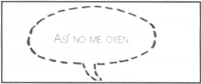 ASÍ NO ME OYEN.